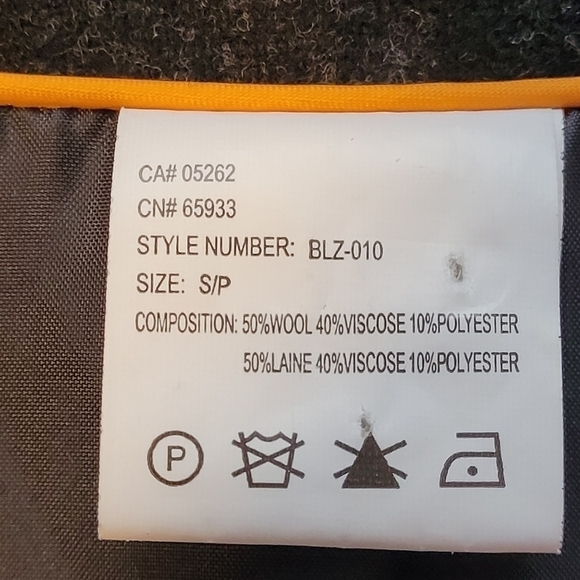 CA# 05262
CN# 65933
STYLE NUMBER: BLZ-010
SIZE: S/P
COMPOSITION: 50%WOOL 40%VISCOSE 10%POLYESTER
50%LAINE 40%VISCOSE 10%POLYESTER
P